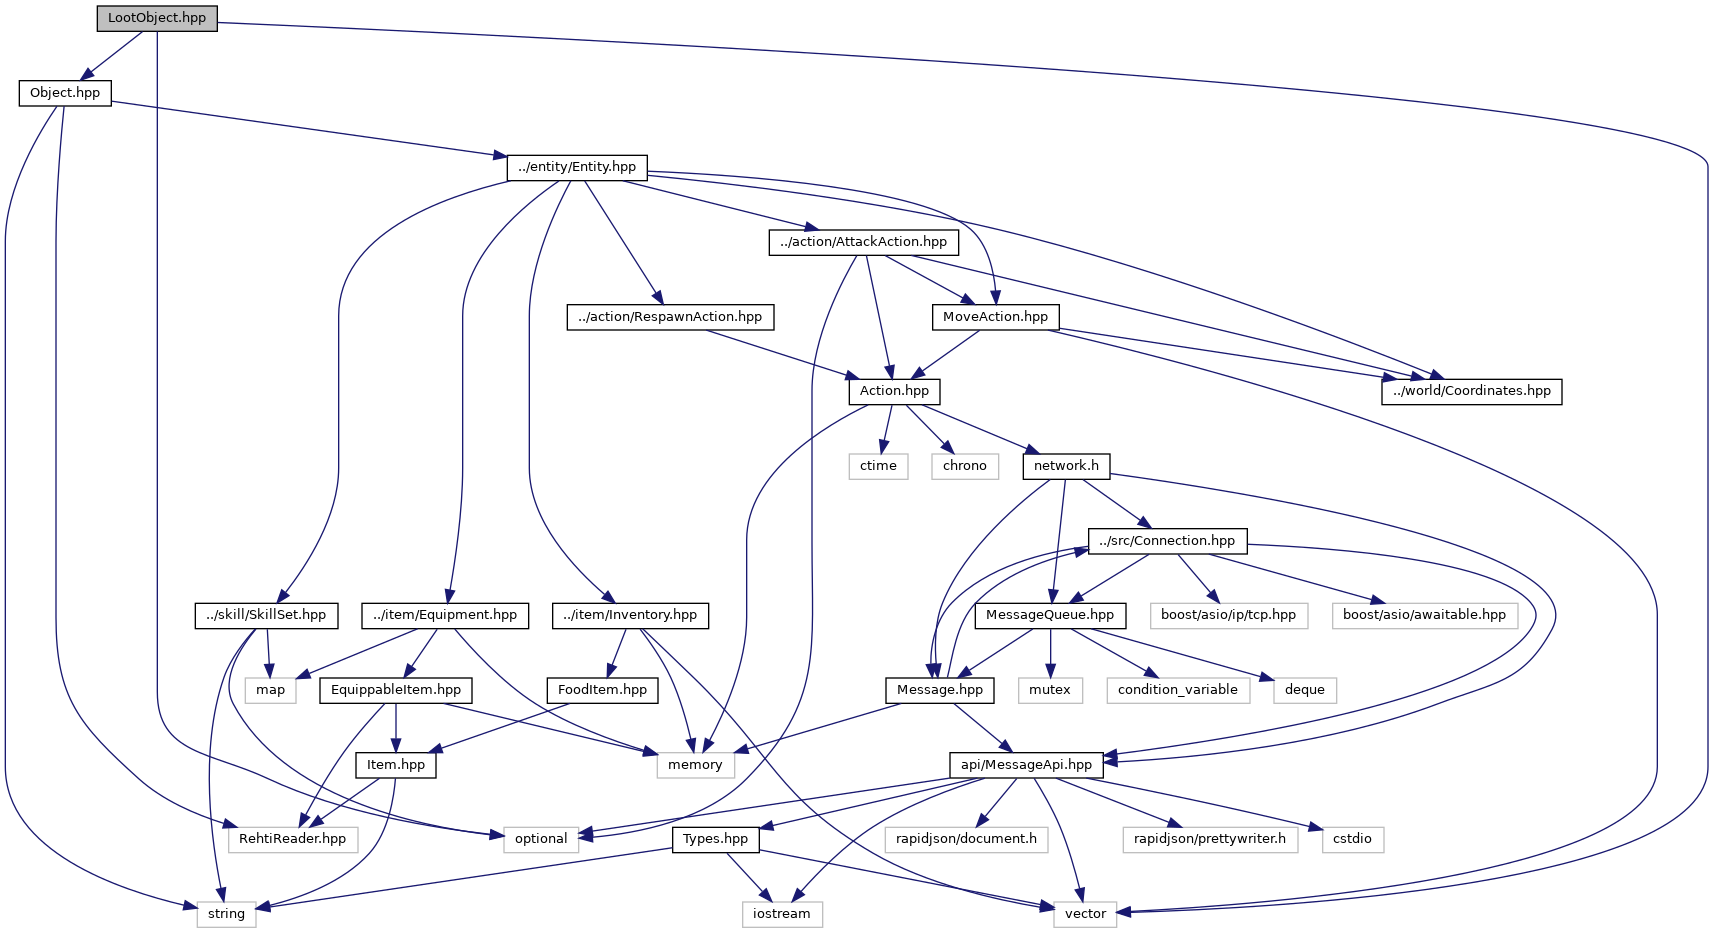 LootObject.hpp
Object.hpp
../entity/Entity.hpp
../action/AttackAction.hpp
../action/RespawnAction.hpp
MoveAction.hpp
Action.hpp
../world/Coordinates.hpp
ctime
chrono
network.h
../src/Connection.hpp
../skill/SkillSet.hpp
../item/Equipment.hpp
../item/Inventory.hpp
MessageQueue.hpp
boost/asio/ip/tcp.hpp
boost/asio/awaitable.hpp
map
EquippableItem.hpp
FoodItem.hpp
Message.hpp
mutex
condition_variable
deque
Item.hpp
memory
api/MessageApi.hpp
RehtiReader.hpp
optional
Types.hpp
rapidjson/document.h
rapidjson/prettywriter.h
cstdio
string
iostream
vector